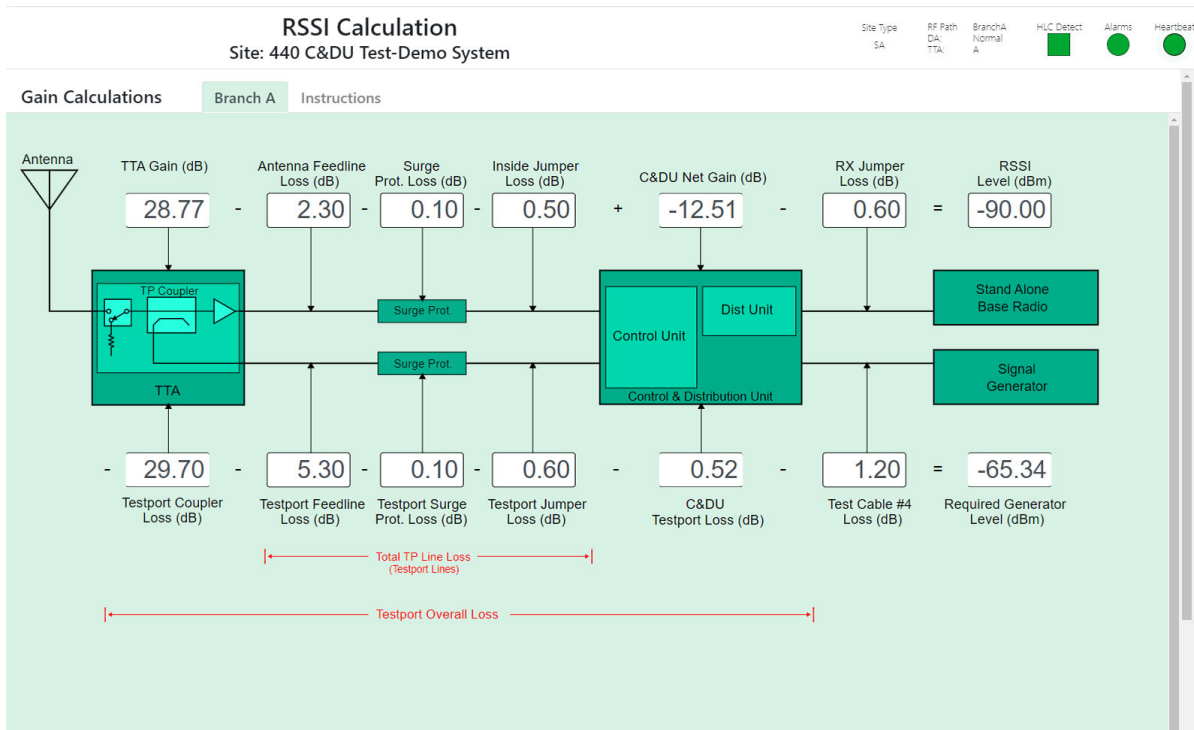 RSSI Calculation
Site: 440 C&DU Test-Demo System
Site Type
SA
RF Path BranchA
DA: Normal
TTA: A
HLC Detect
Alarms
Heartbeat
Gain Calculations
Branch A
Instructions
Antenna
TTA Gain (dB)
Antenna Feedline
Loss (dB)
Surge
Prot. Loss (dB)
Inside Jumper
Loss (dB)
C&DU Net Gain (dB)
RX Jumper
Loss (dB)
RSSI
Level (dBm)
28.77 - 2.30 - 0.10 - 0.50 + -12.51 - 0.60 = -90.00
TP Coupler
TTA
Surge Prot.
Surge Prot.
Control Unit
Dist Unit
Control & Distribution Unit
Stand Alone
Base Radio
Signal
Generator
- 29.70 - 5.30 - 0.10 - 0.60 - 0.52 - 1.20 = -65.34
Testport Coupler
Loss (dB)
Testport Feedline
Loss (dB)
Testport Surge
Prot. Loss (dB)
Testport Jumper
Loss (dB)
C&DU
Testport Loss (dB)
Test Cable #4
Loss (dB)
Required Generator
Level (dBm)
Total TP Line Loss
(Testport Lines)
Testport Overall Loss